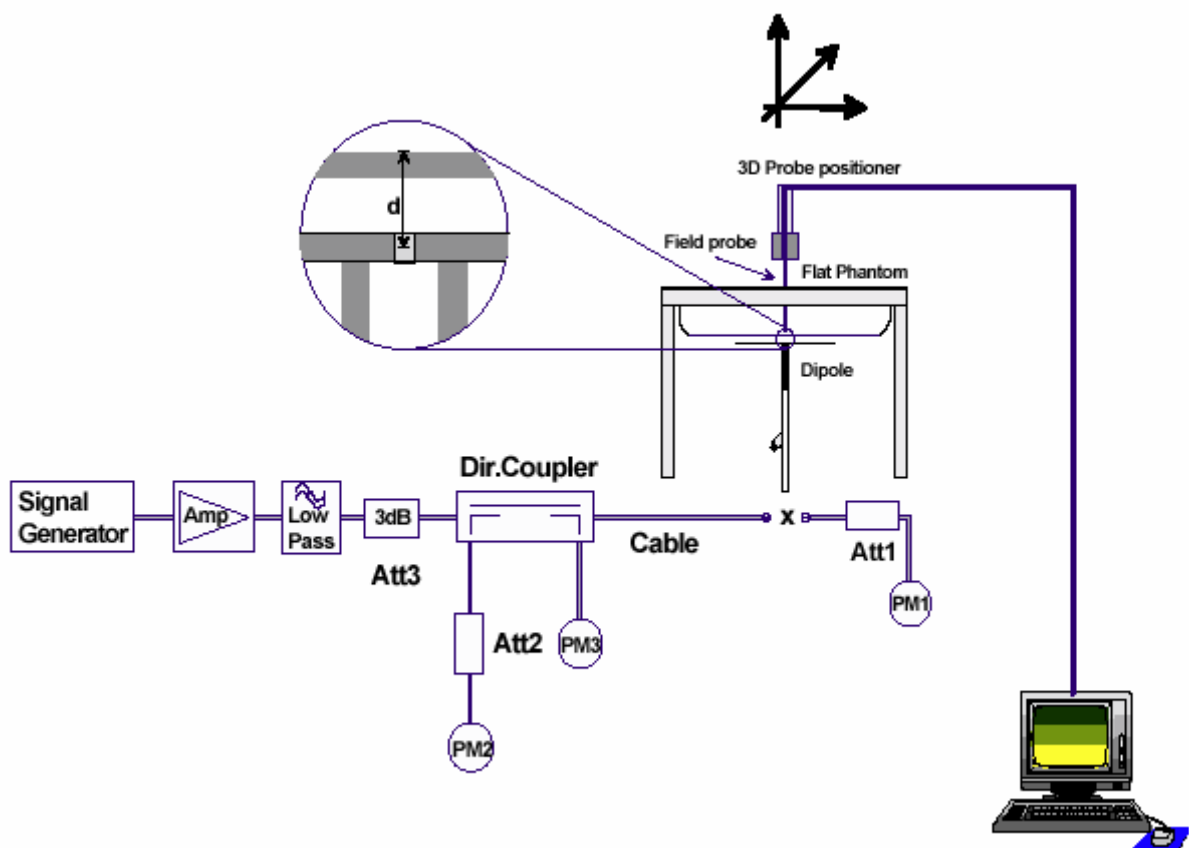 3D Probe positioner
Field probe
Flat Phantom
d
Dipole
Dir.Coupler
Signal
Generator
Amp
Low
Pass
3dB
Att3
Cable
x
Att1
PM1
Att2
PM3
PM2